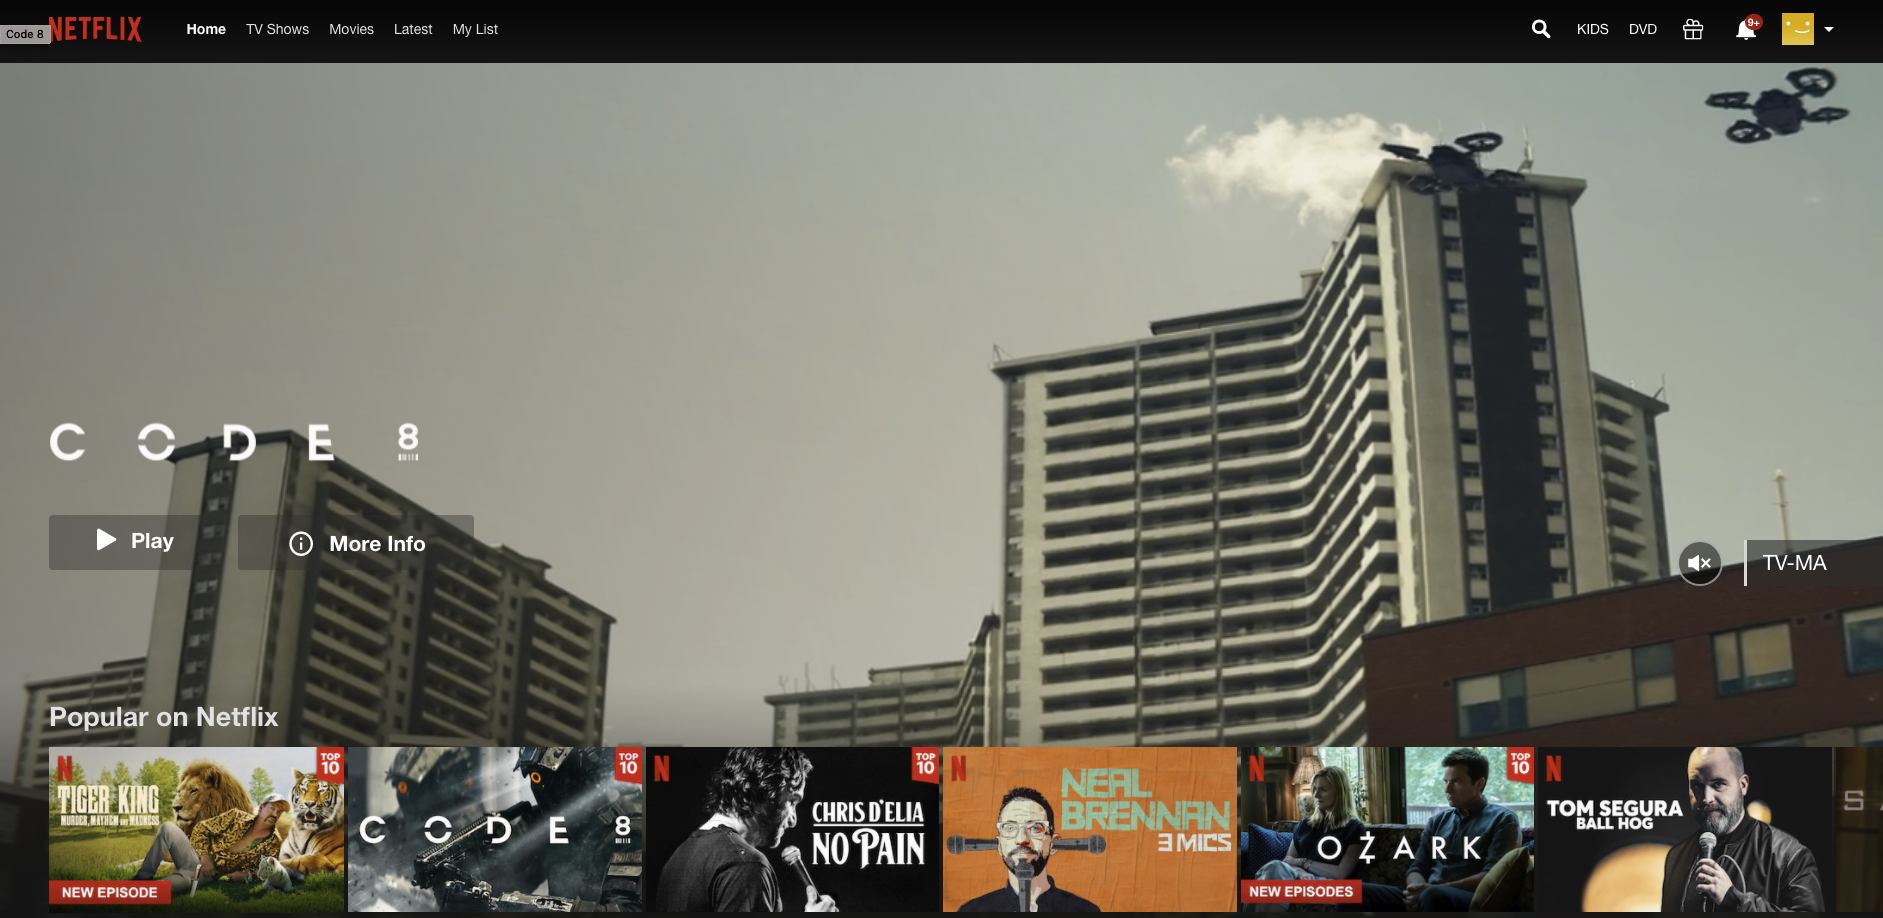 Code 8
NETFLIX
Home
TV Shows
Movies
Latest
My List
KIDS
DVD
9+
CODE 8
Play
More Info
TV-MA
Popular on Netflix
N
TOP
10
TIGER KING
MURDER, MAYHEM AND MADNESS
NEW EPISODE
TOP
10
CODE 8
N
TOP
10
CHRIS D'ELIA
NO PAIN
N
NEAL
BRENNAN
3 MICS
N
TOP
10
OZARK
NEW EPISODES
N
TOM SEGURA
BALL HOG
S